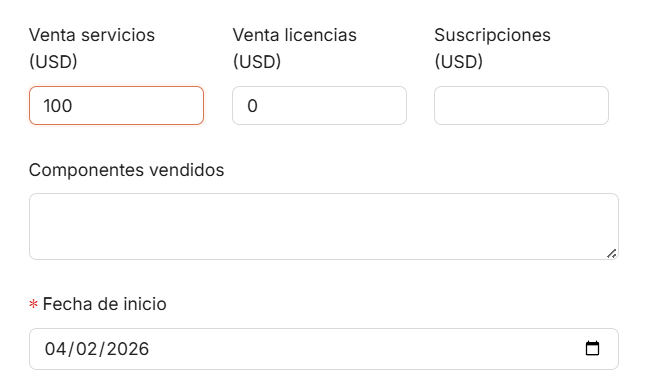 Venta servicios (USD)
Venta licencias (USD)
Suscripciones (USD)
100
0
Componentes vendidos
* Fecha de inicio
04/02/2026